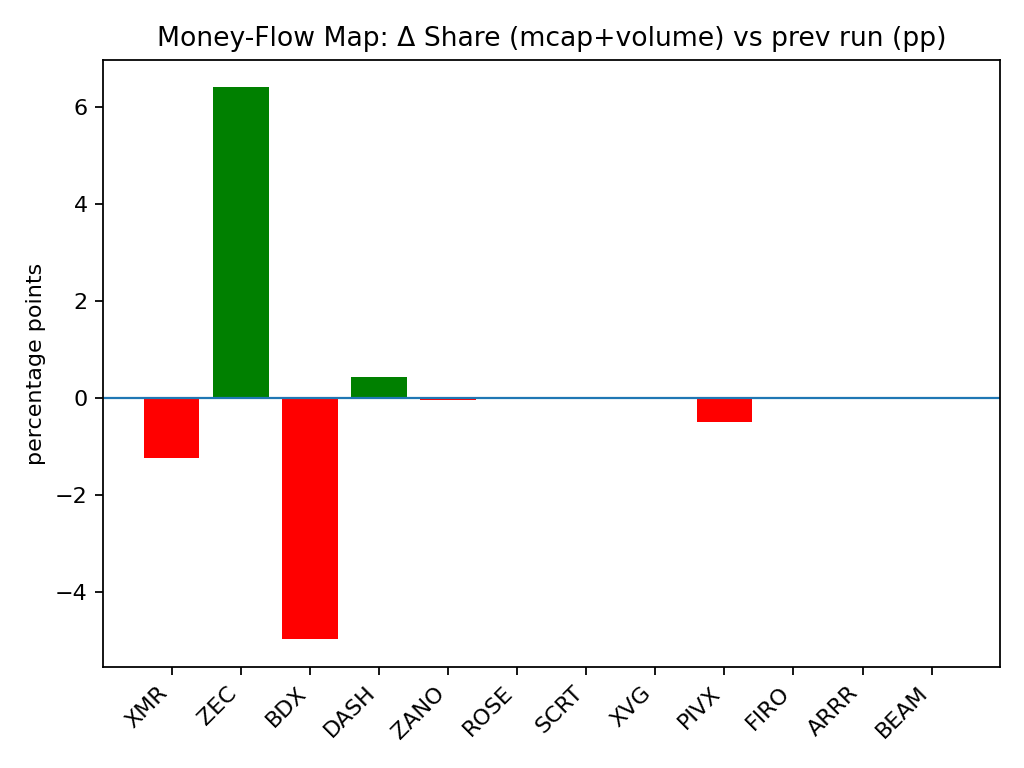 Money-Flow Map: Δ Share (mcap+volume) vs prev run (pp)
percentage points
6
4
2
0
−2
−4
XMR
ZEC
BDX
DASH
ZANO
ROSE
SCRT
XVG
PIVX
FIRO
ARRR
BEAM